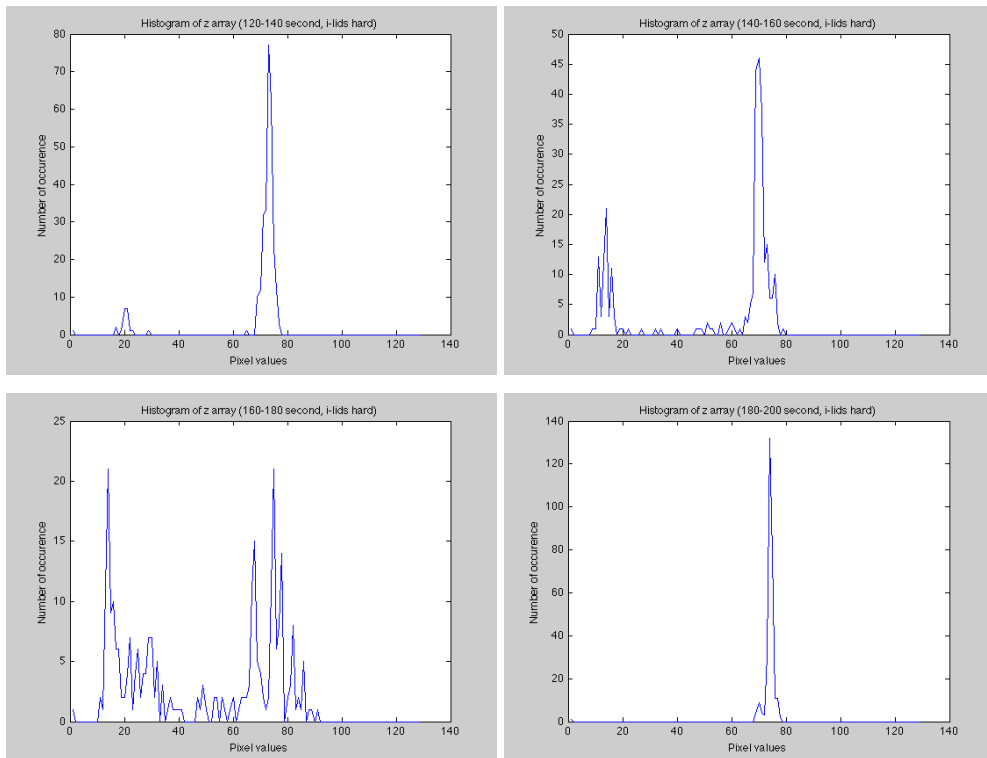 Histogram of z array (120-140 second, i-lids hard)
80
70
60
50
40
30
20
10
0
0 20 40 60 80 100 120 140
Number of occurence
Pixel values
Histogram of z array (140-160 second, i-lids hard)
50
45
40
35
30
25
20
15
10
5
0
0 20 40 60 80 100 120 140
Number of occurence
Pixel values
Histogram of z array (160-180 second, i-lids hard)
25
20
15
10
5
0
0 20 40 60 80 100 120 140
Number of occurence
Pixel values
Histogram of z array (180-200 second, i-lids hard)
140
120
100
80
60
40
20
0
0 20 40 60 80 100 120 140
Number of occurence
Pixel values